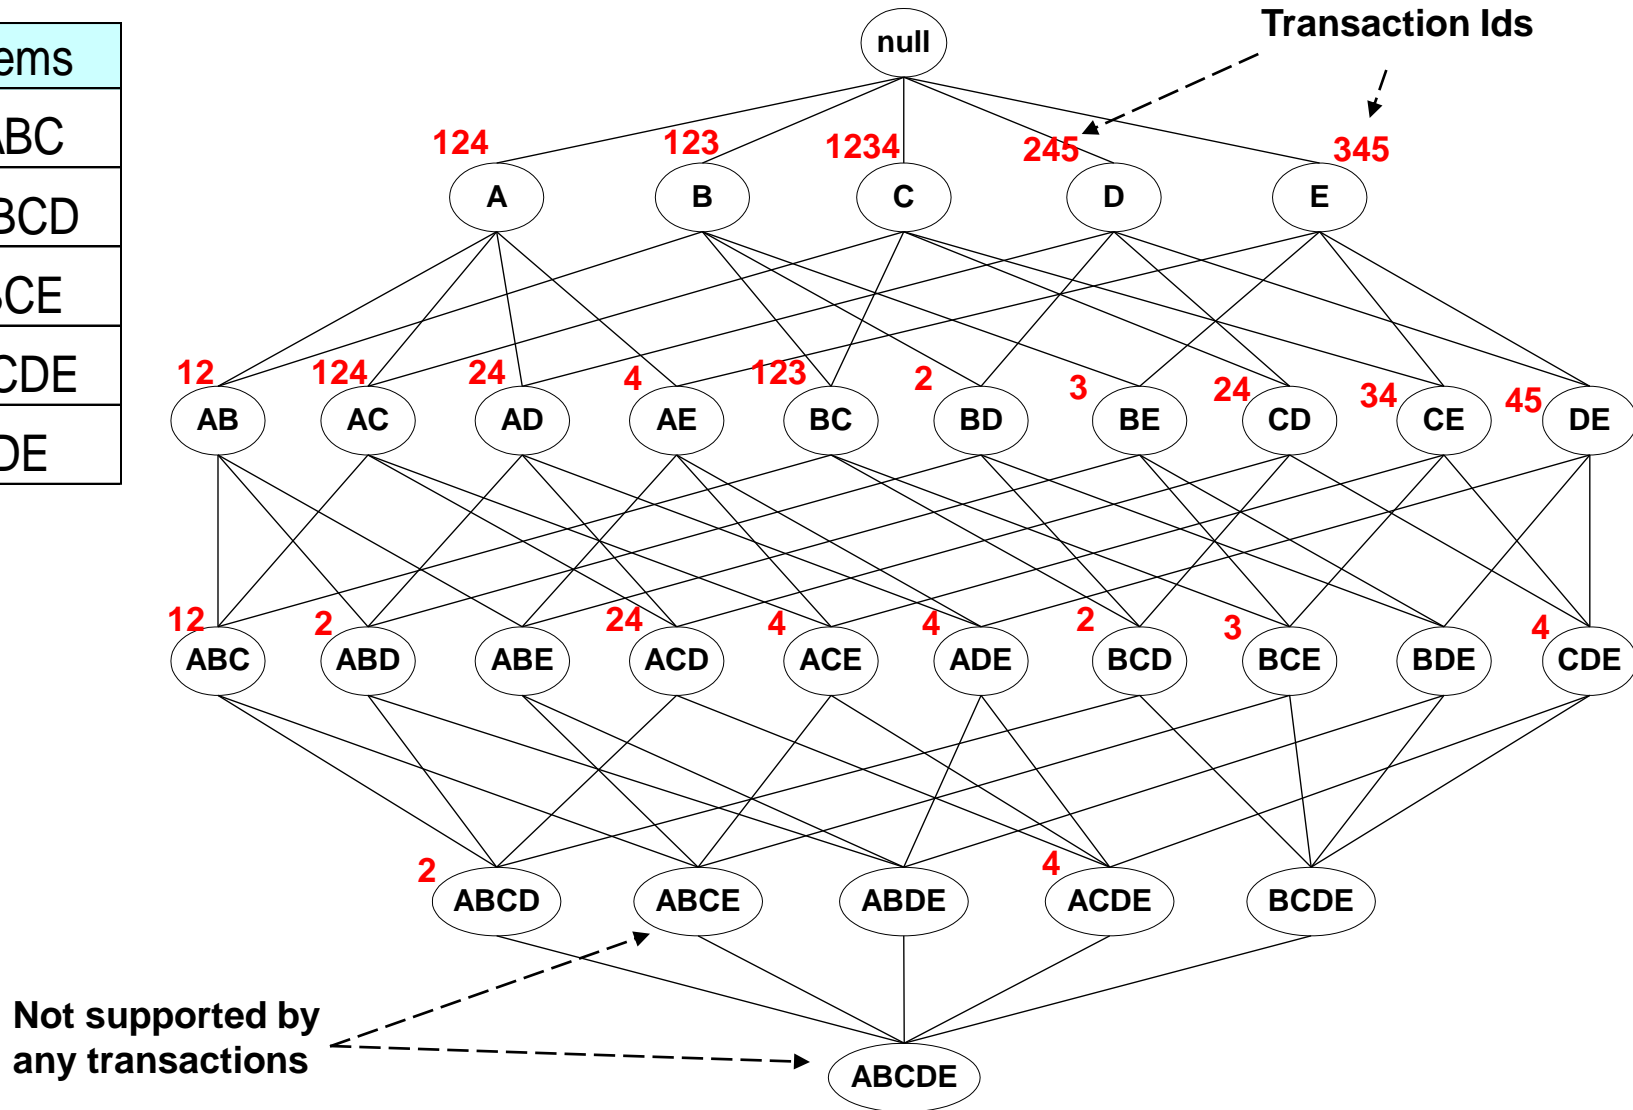 Transaction Ids
null
ems
ABC
BCD
BCE
CDE
DE
124 123 1234 245 345
A B C D E
12 124 24 4 123 2 3 24 34 45
AB AC AD AE BC BD BE CD CE DE
12 2 24 4 4 2 3 4
ABC ABD ABE ACD ACE ADE BCD BCE BDE CDE
2 4
ABCD ABCE ABDE ACDE BCDE
Not supported by
any transactions
ABCDE